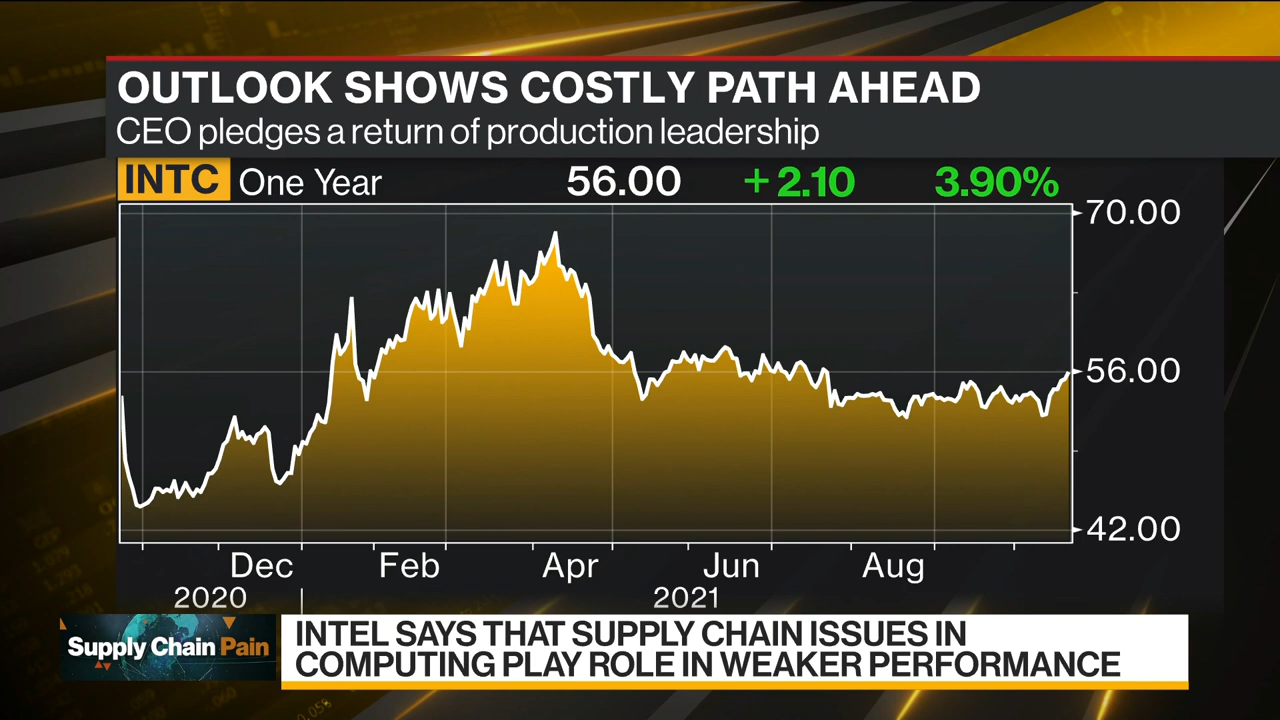 OUTLOOK SHOWS COSTLY PATH AHEAD
CEO pledges a return of production leadership
INTC One Year 56.00 +2.10 3.90%
70.00
56.00
42.00
Dec Feb Apr Jun Aug
2020 2021
Supply Chain Pain
INTEL SAYS THAT SUPPLY CHAIN ISSUES IN
COMPUTING PLAY ROLE IN WEAKER PERFORMANCE